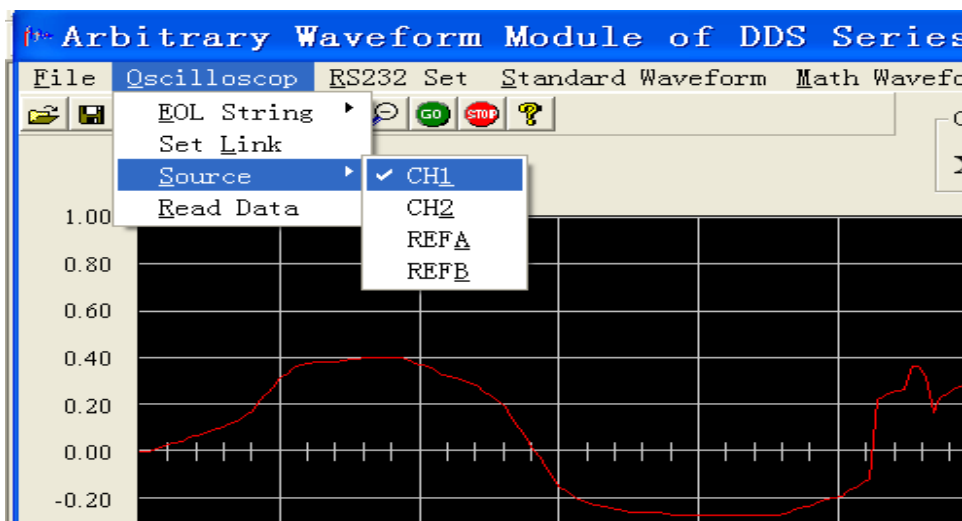 Arbitrary Waveform Module of DDS Series
File Oscilloscop RS232 Set Standard Waveform Math Wavefo
GO STOP ?
EOL String
Set Link
Source
Read Data
CH1
CH2
REFA
REFB
1.00
0.80
0.60
0.40
0.20
0.00
-0.20